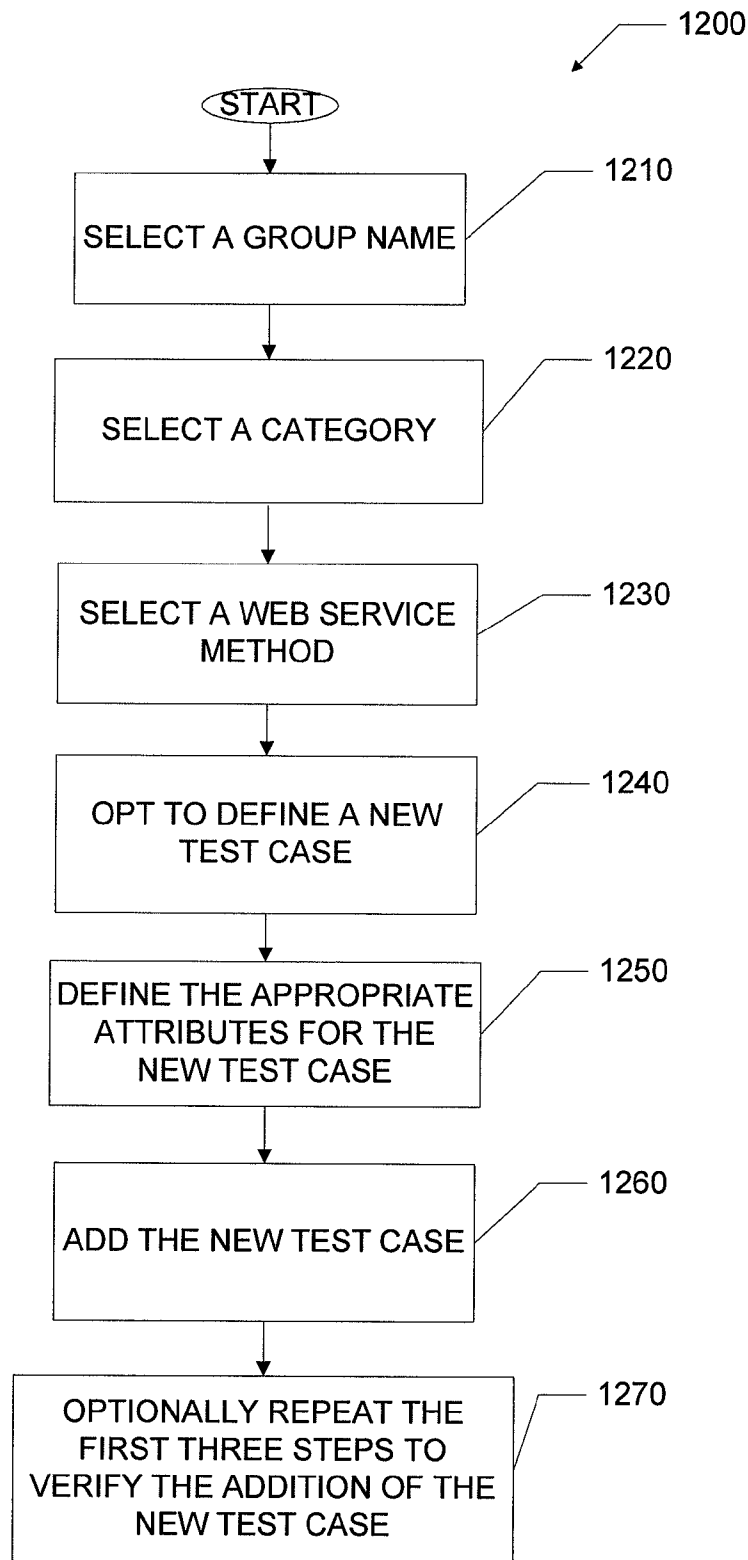 1200
START
1210
SELECT A GROUP NAME
1220
SELECT A CATEGORY
1230
SELECT A WEB SERVICE
METHOD
1240
OPT TO DEFINE A NEW
TEST CASE
1250
DEFINE THE APPROPRIATE
ATTRIBUTES FOR THE
NEW TEST CASE
1260
ADD THE NEW TEST CASE
1270
OPTIONALLY REPEAT THE
FIRST THREE STEPS TO
VERIFY THE ADDITION OF THE
NEW TEST CASE